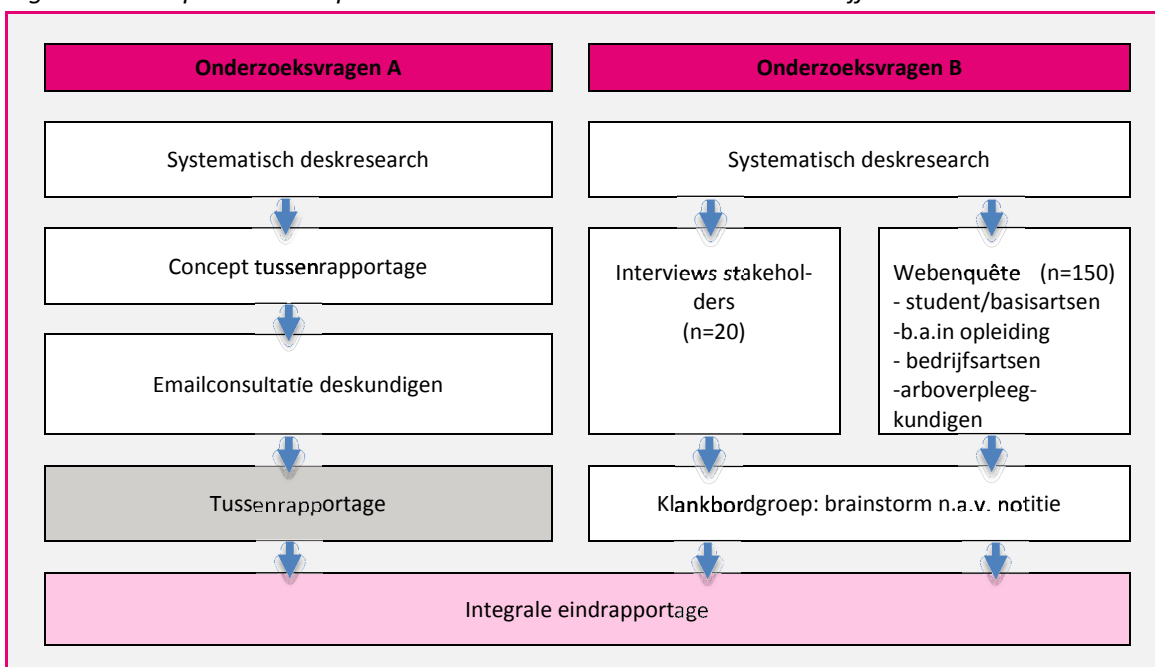 Onderzoeksvragen A
Systematisch deskresearch
Concept tussenrapportage
Emailconsultatie deskundigen
Tussenrapportage
Onderzoeksvragen B
Systematisch deskresearch
Interviews stakehol-
ders
(n=20)
Webenquête (n=150)
- student/basisartsen
-b.a.in opleiding
- bedrijfsartsen
-arboverpleeg-
kundigen
Klankbordgroep: brainstorm n.a.v. notitie
Integrale eindrapportage